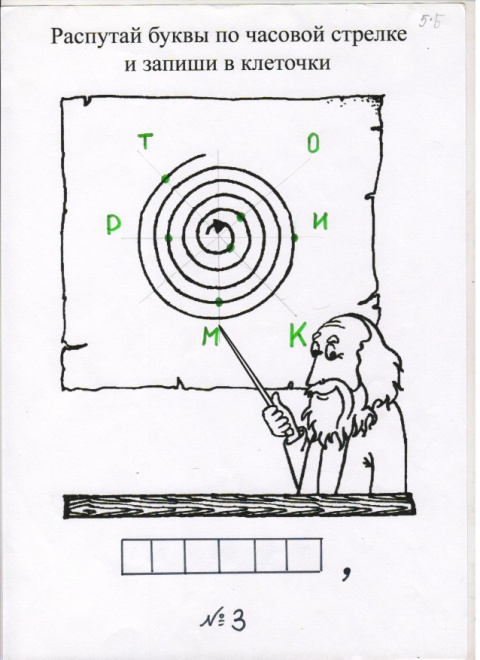 5-Б
Распутай буквы по часовой стрелке
и запиши в клеточки
Т О
Р И
М К
,
№ 3